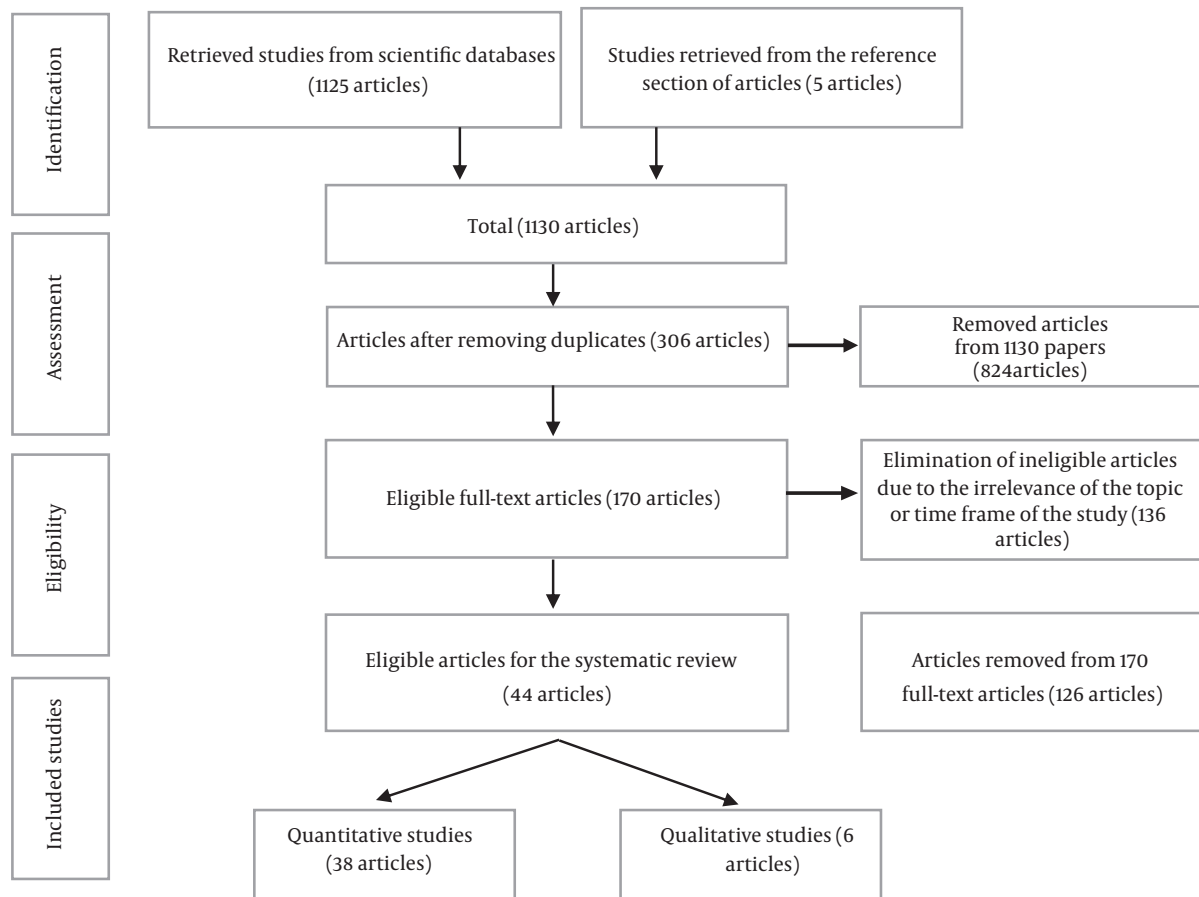 Identification
Retrieved studies from scientific databases
(1125 articles)
Studies retrieved from the reference
section of articles (5 articles)
Total (1130 articles)
Assessment
Articles after removing duplicates (306 articles)
Removed articles
from 1130 papers
(824articles)
Eligibility
Eligible full-text articles (170 articles)
Elimination of ineligible articles
due to the irrelevance of the topic
or time frame of the study (136
articles)
Eligible articles for the systematic review
(44 articles)
Articles removed from 170
full-text articles (126 articles)
Included studies
Quantitative studies
(38 articles)
Qualitative studies (6
articles)